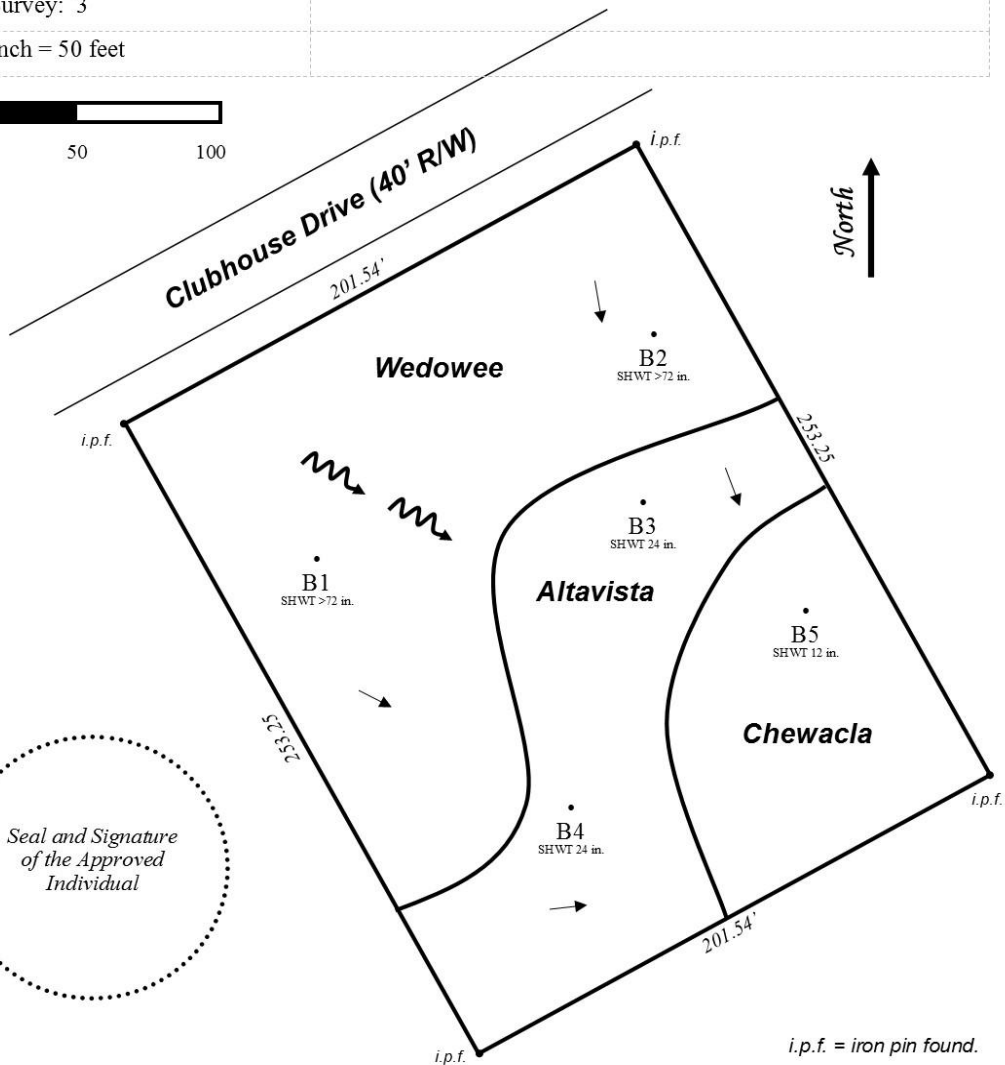 urvey: 3
nch = 50 feet
50 100
Clubhouse Drive (40' R/W)
201.54'
i.p.f.
North
Wedowee
B2
SHWT >72 in.
i.p.f.
253.25
B3
SHWT 24 in.
B1
SHWT >72 in.
Altavista
B5
SHWT 12 in.
253.25
Chewacla
i.p.f.
Seal and Signature
of the Approved
Individual
B4
SHWT 24 in.
201.54'
i.p.f.
i.p.f. = iron pin found.